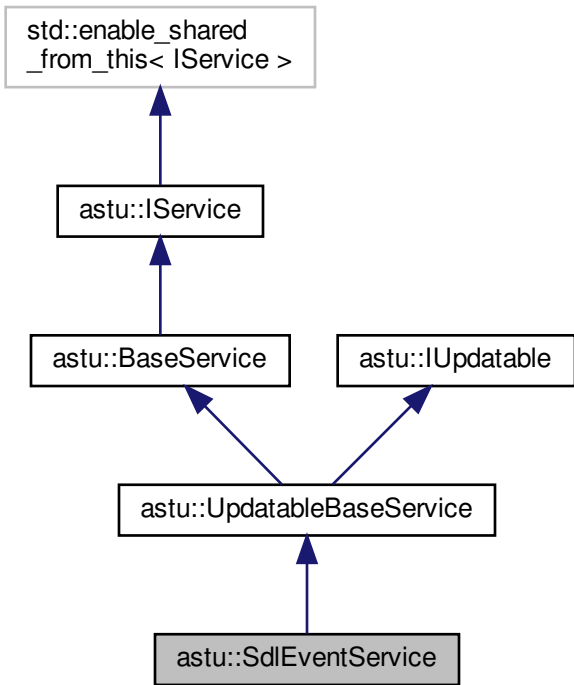 std::enable_shared
_from_this< IService >
astu::IService
astu::BaseService
astu::IUpdatable
astu::UpdatableBaseService
astu::SdlEventService